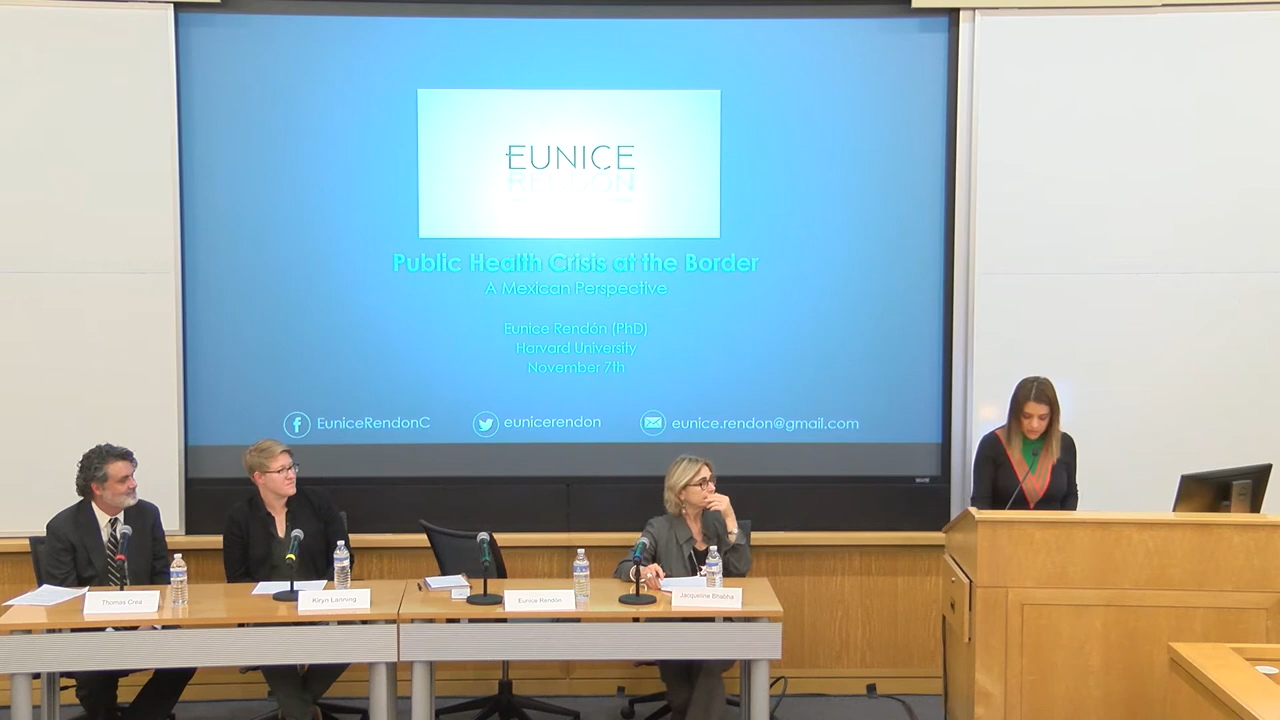 EUNICE
RENDON
Public Health Crisis at the Border
A Mexican Perspective
Eunice Rendón (PhD)
Harvard University
November 7th
EuniceRendonC
eunicerendon
eunice.rendon@gmail.com
Thomas Crea
Kiryn Lanning
Eunice Rendón
Jacqueline Bhabha